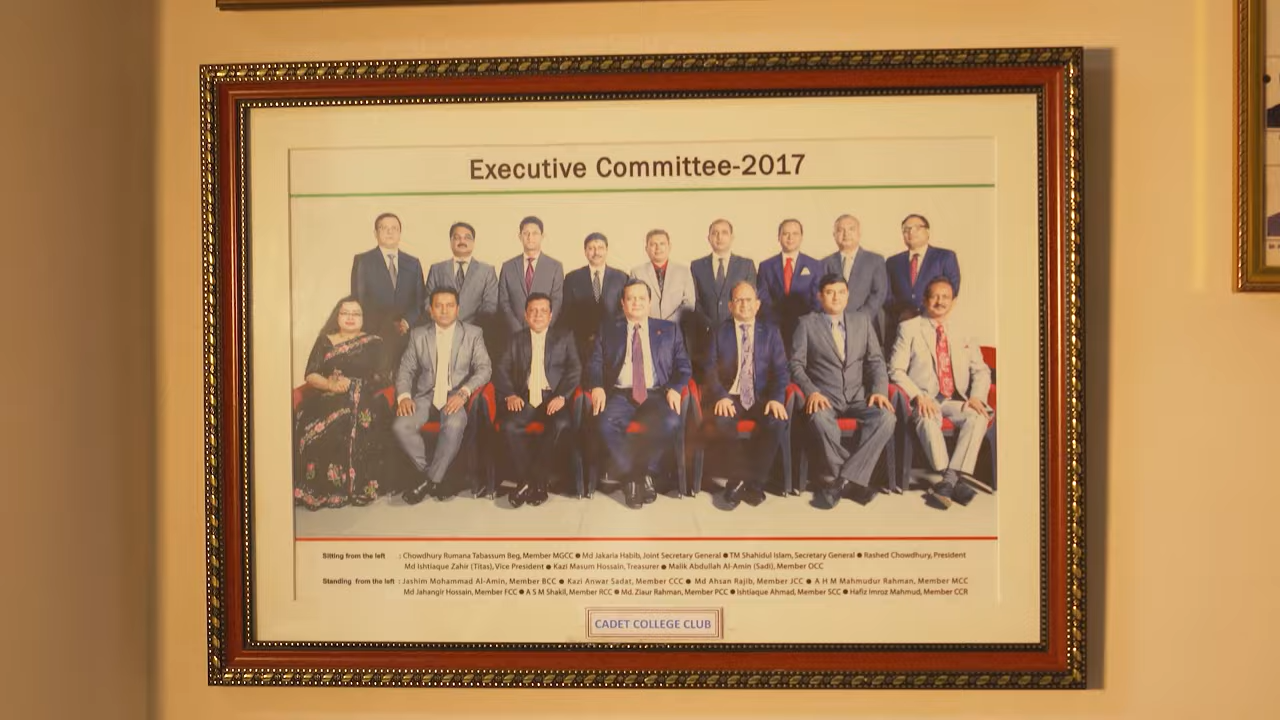 Executive Committee-2017
Sitting from the left : Chowdhury Rumana Tabassum Beg, Member MGCC ● Md Jakaria Habib, Joint Secretary General ● TM Shahidul Islam, Secretary General ● Rashed Chowdhury, President
Md Ishtiaque Zahir (Titas), Vice President ● Kazi Masum Hossain, Treasurer ● Malik Abdullah Al-Amin (Sadi), Member OCC
Standing from the left : Jashim Mohammad Al-Amin, Member BCC ● Kazi Anwar Sadat, Member CCC ● Md Ahsan Rajib, Member JCC ● A H M Mahmudur Rahman, Member MCC
Md Jahangir Hossain, Member FCC ● A S M Shakil, Member RCC ● Md. Ziaur Rahman, Member PCC ● Ishtiaque Ahmad, Member SCC ● Hafiz Imroz Mahmud, Member CCR
CADET COLLEGE CLUB